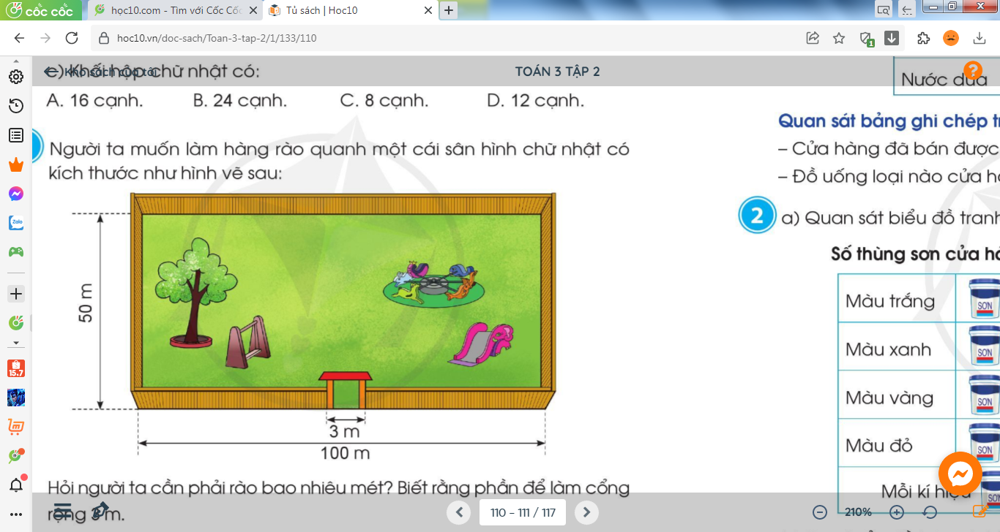 cốc cốc
học10.com - Tìm với Cốc Cốc
Tủ sách | Hoc10
hoc10.vn/doc-sach/Toan-3-tap-2/1/133/110
1
Kho sách của tôi
TOÁN 3 TẬP 2
c) Khối hộp chữ nhật có:
A. 16 cạnh. B. 24 cạnh. C. 8 cạnh. D. 12 cạnh.
Người ta muốn làm hàng rào quanh một cái sân hình chữ nhật có
kích thước như hình vẽ sau:
50 m
3 m
100 m
Hỏi người ta cần phải rào bao nhiêu mét? Biết rằng phần để làm cổng
rộng 3 m.
Nước dừa
?
Quan sát bảng ghi chép
– Cửa hàng đã bán được
– Đồ uống loại nào cửa
2 a) Quan sát biểu đồ tranh
Số thùng sơn cửa
Màu trắng SƠN
Màu xanh SƠN
Màu vàng SƠN
Màu đỏ SƠN
Mỗi kí hiệu
110 - 111 / 117
210%
Zalo
15.7